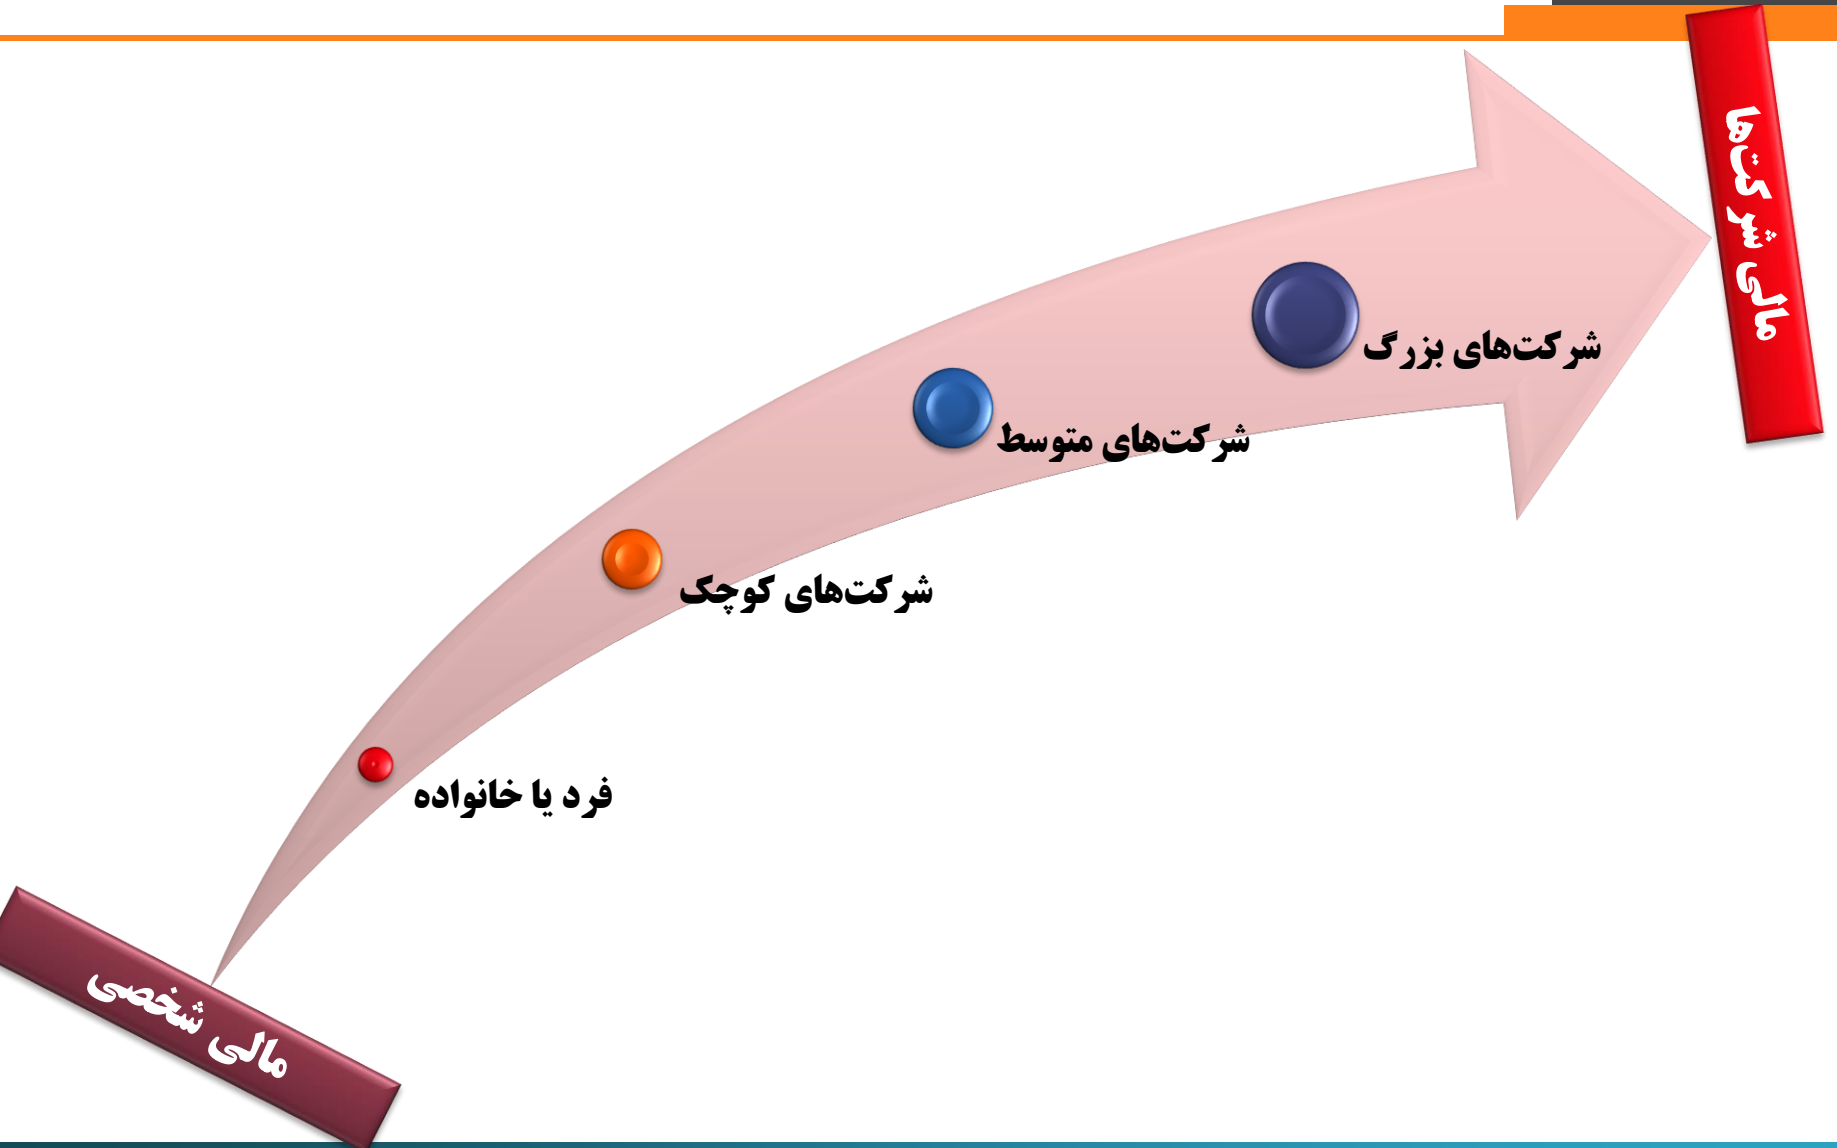 مالی شرکت‌ها
شرکت‌های بزرگ
شرکت‌های متوسط
شرکت‌های کوچک
فرد یا خانواده
مالی شخصی